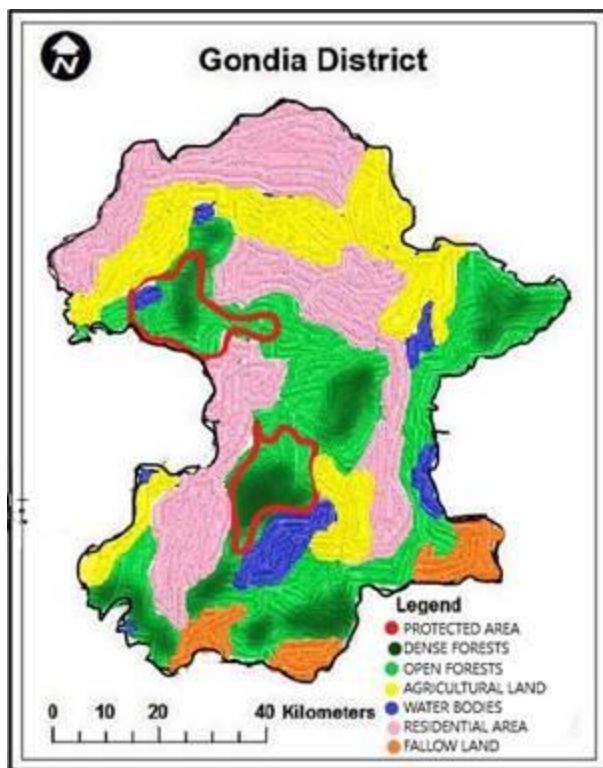 N
Gondia District
Legend
PROTECTED AREA
DENSE FORESTS
OPEN FORESTS
AGRICULTURAL LAND
WATER BODIES
RESIDENTIAL AREA
FALLOW LAND
0 10 20 40 Kilometers